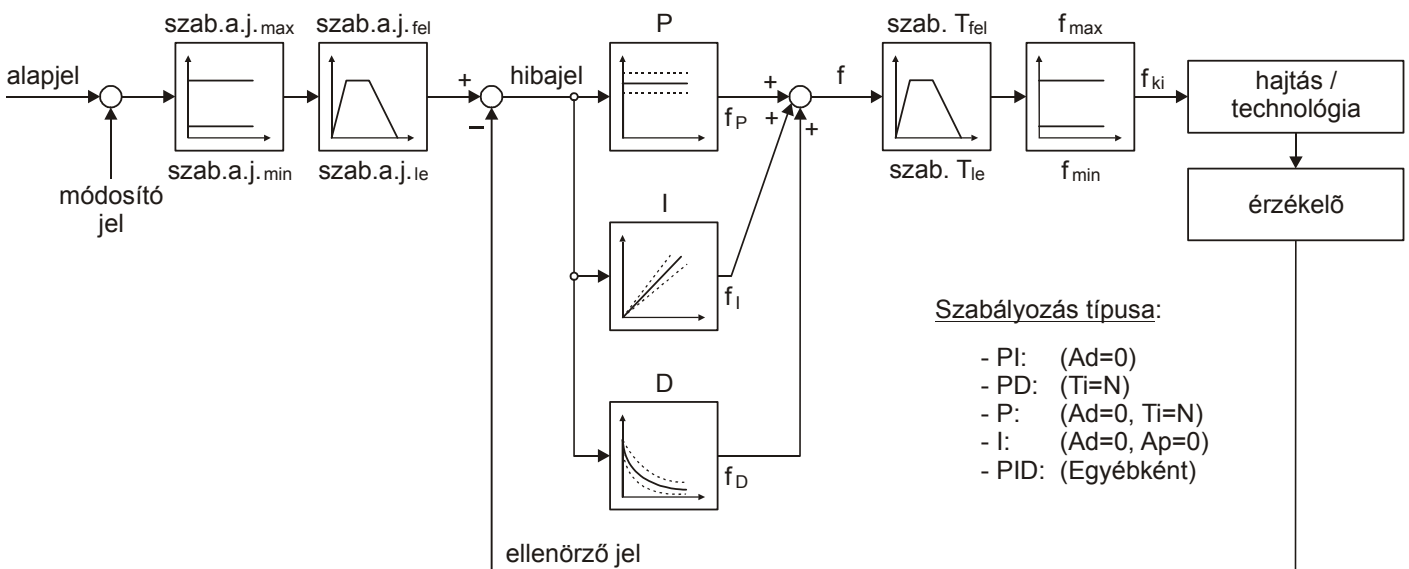 szab.a.j.max
szab.a.j.fel
P
szab. Tfel
fmax
alapjel
+
hibajel
+
f
fki
hajtás /
technológia
−
fP
+
+
szab.a.j.min
szab.a.j.le
szab. Tle
fmin
módosító
jel
érzékelõ
I
fI
Szabályozás típusa:
- PI: (Ad=0)
- PD: (Ti=N)
- P: (Ad=0, Ti=N)
- I: (Ad=0, Ap=0)
- PID: (Egyébként)
D
fD
ellenörző jel